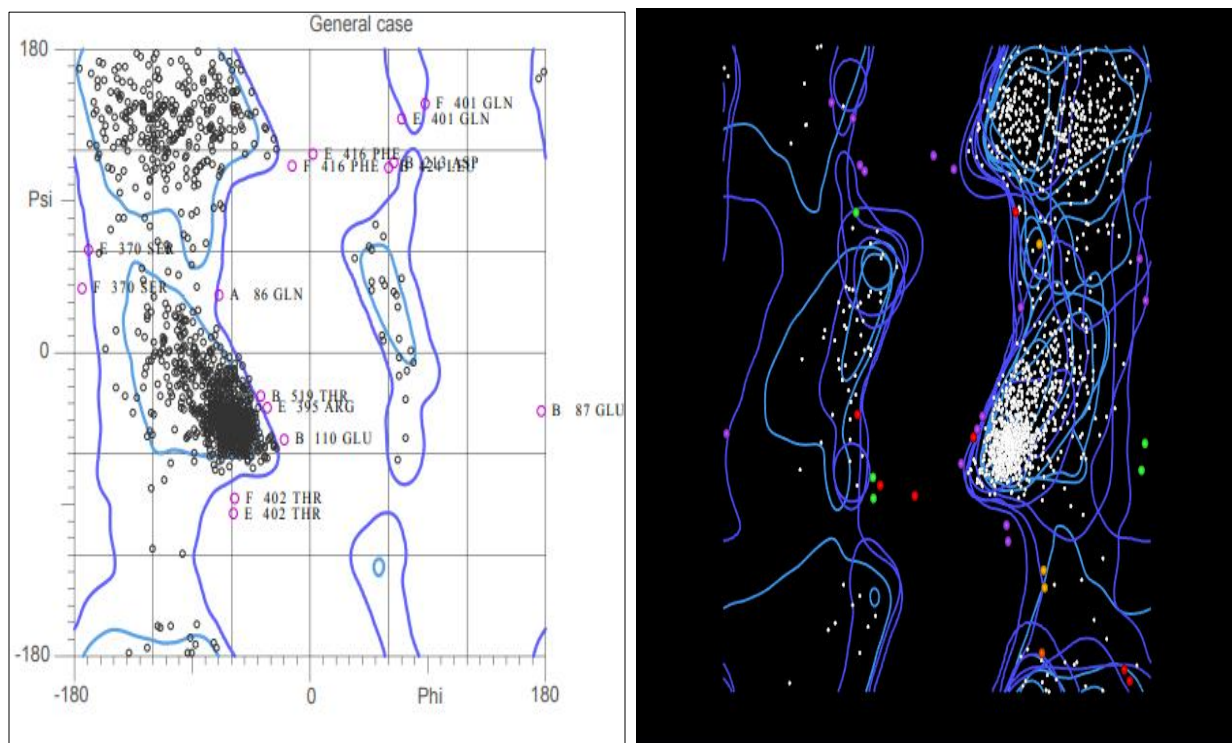 General case
180
F 401 GLN
E 401 GLN
E 416 PHE
B 213 ASP
F 416 PHE
Psi
E 370 SER
F 370 SER
A 86 GLN
0
B 519 THR
E 395 ARG
B 87 GLU
B 110 GLU
F 402 THR
E 402 THR
-180
-180
0
Phi
180